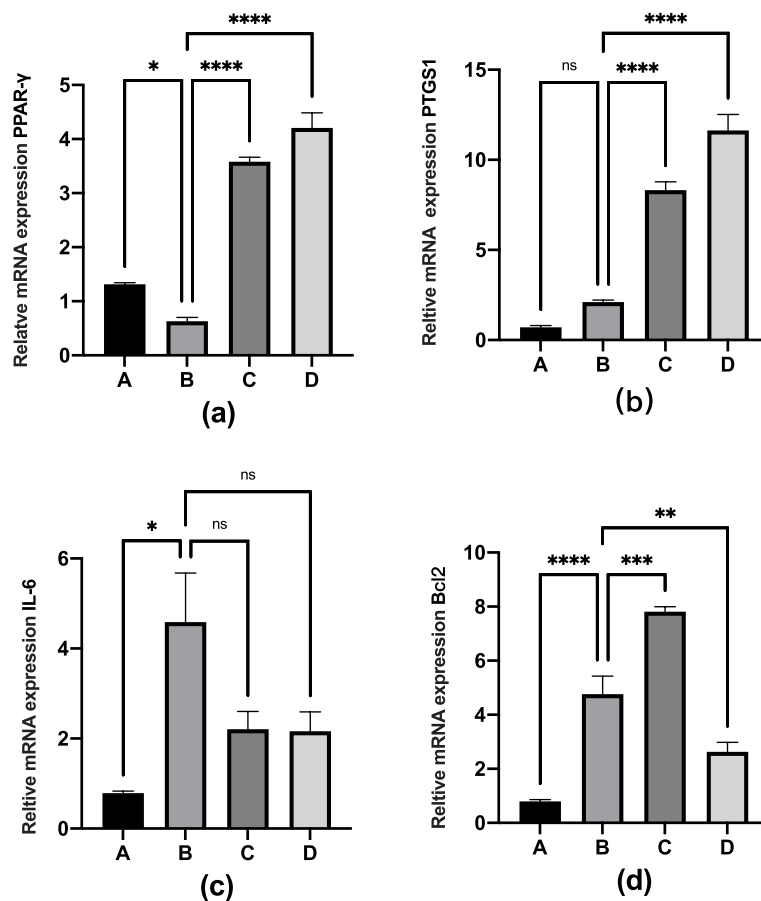 ****
* ****
Relatve mRNA expression PPAR-γ
5
4
3
2
1
0
A B C D
(a)
****
ns ****
Reltive mRNA expression PTGS1
15
10
5
0
A B C D
(b)
ns
* ns
Reltive mRNA expression IL-6
6
4
2
0
A B C D
(c)
**
**** ***
Reltive mRNA expression Bcl2
10
8
6
4
2
0
A B C D
(d)